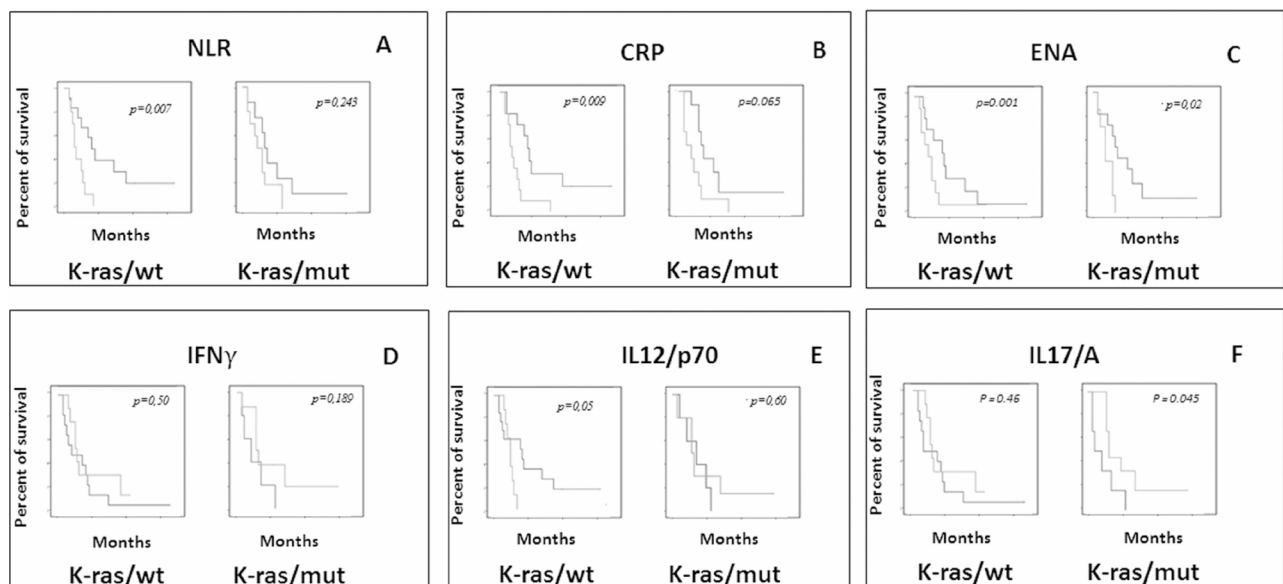 NLR
A
p=0,007
p=0,243
Percent of survival
Months
Months
K-ras/wt
K-ras/mut
CRP
B
p=0,009
p=0.065
Percent of survival
Months
Months
K-ras/wt
K-ras/mut
ENA
C
p=0.001
p=0,02
Percent of survival
Months
Months
K-ras/wt
K-ras/mut
IFNγ
D
p=0,50
p=0,189
Percent of survival
Months
Months
K-ras/wt
K-ras/mut
IL12/p70
E
p=0,05
p=0,60
Percent of survival
Months
Months
K-ras/wt
K-ras/mut
IL17/A
F
P = 0.46
P = 0.045
Percent of survival
Months
Months
K-ras/wt
K-ras/mut